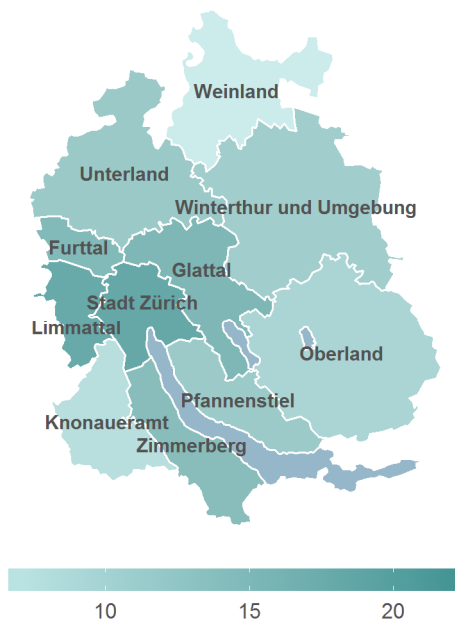 Weinland
Unterland
Winterthur und Umgebung
Furttal
Glattal
Stadt Zürich
Limmattal
Oberland
Pfannenstiel
Knonaueramt
Zimmerberg
10 15 20